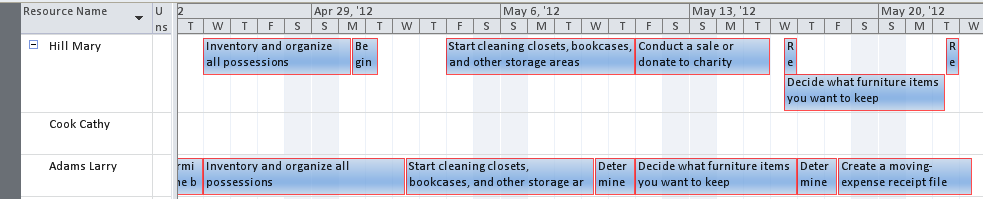 Resource Name
U
ns
2
Apr 29, '12
May 6, '12
May 13, '12
May 20, '12
T W T F S S M T W T F S S M T W T F S S M T W T F S S M T W
Hill Mary
Inventory and organize
all possessions
Be
gin
Start cleaning closets, bookcases,
and other storage areas
Conduct a sale or
donate to charity
R
e
R
e
Decide what furniture items
you want to keep
Cook Cathy
Adams Larry
rmi
ne b
Inventory and organize all
possessions
Start cleaning closets,
bookcases, and other storage ar
Deter
mine
Decide what furniture items
you want to keep
Deter
mine
Create a moving-
expense receipt file